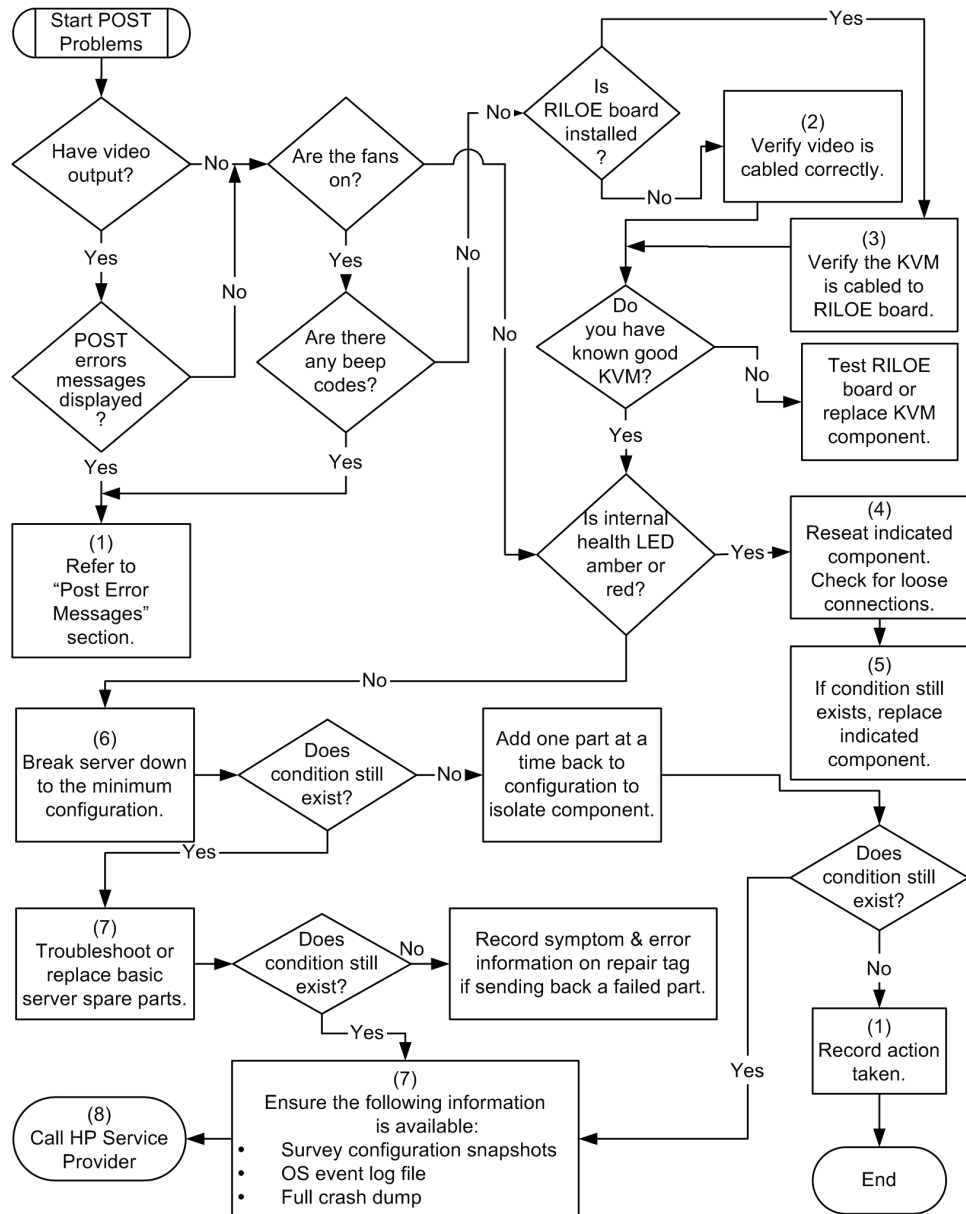 Start POST
Problems
Have video
output?
No
Yes
POST
errors
messages
displayed
?
No
Yes
(1)
Refer to
“Post Error
Messages”
section.
Are the fans
on?
Yes
No
Are there
any beep
codes?
Yes
No
No
Is
RILOE board
installed
?
Yes
No
(2)
Verify video is
cabled correctly.
(3)
Verify the KVM
is cabled to
RILOE board.
Do
you have
known good
KVM?
No
Test RILOE
board or
replace KVM
component.
Yes
Is internal
health LED
amber or
red?
Yes
(4)
Reseat indicated
component.
Check for loose
connections.
(5)
If condition still
exists, replace
indicated
component.
No
(6)
Break server down
to the minimum
configuration.
Does
condition still
exist?
No
Add one part at a
time back to
configuration to
isolate component.
Yes
Does
condition still
exist?
No
Yes
(1)
Record action
taken.
End
(7)
Troubleshoot or
replace basic
server spare parts.
Does
condition still
exist?
No
Record symptom & error
information on repair tag
if sending back a failed part.
Yes
(7)
Ensure the following information
is available:
• Survey configuration snapshots
• OS event log file
• Full crash dump
(8)
Call HP Service
Provider